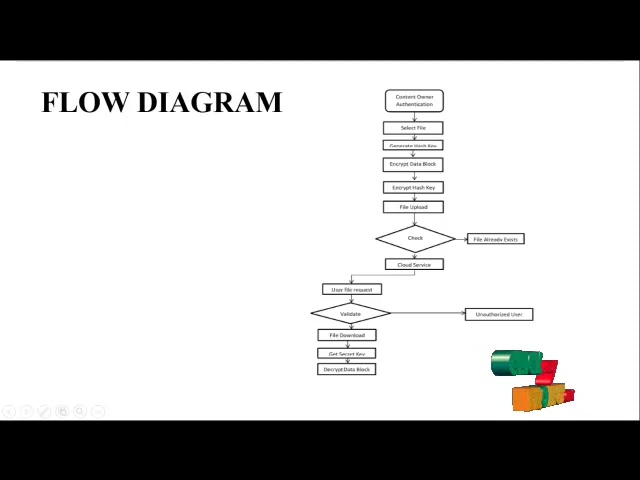 FLOW DIAGRAM
Content Owner
Authentication
Select File
Generate Hash Key
Encrypt Data Block
Encrypt Hash Key
File Upload
Check
File Already Exists
Cloud Service
User file request
Validate
Unauthorized User
File Download
Get Secret Key
Decrypt Data Block